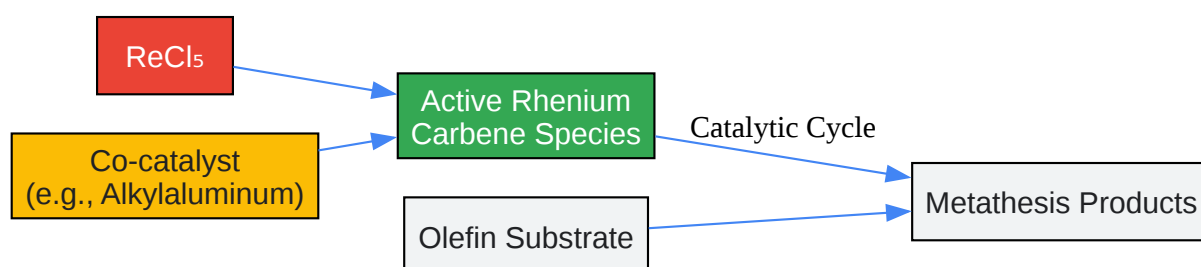 ReCl₅
Active Rhenium
Carbene Species
Catalytic Cycle
Co-catalyst
(e.g., Alkylaluminum)
Metathesis Products
Olefin Substrate